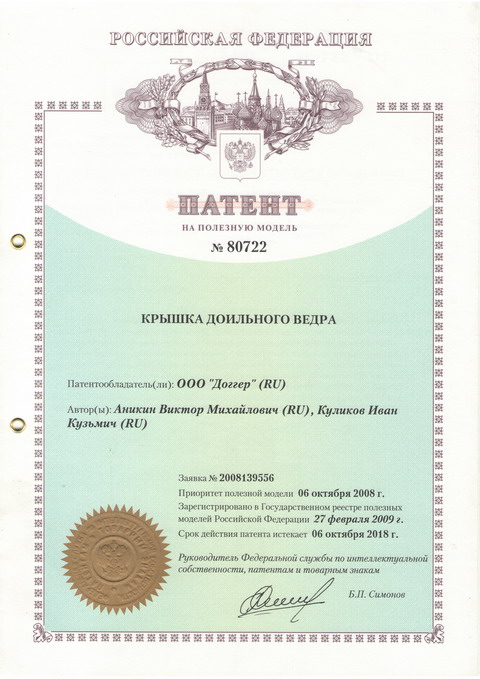 РОССИЙСКАЯ ФЕДЕРАЦИЯ
ПАТЕНТ
НА ПОЛЕЗНУЮ МОДЕЛЬ
№ 80722
КРЫШКА ДОИЛЬНОГО ВЕДРА
Патентообладатель(ли): ООО "Доггер" (RU)
Автор(ы): Аникин Виктор Михайлович (RU), Куликов Иван
Кузьмич (RU)
Заявка № 2008139556
Приоритет полезной модели 06 октября 2008 г.
Зарегистрировано в Государственном реестре полезных
моделей Российской Федерации 27 февраля 2009 г.
Срок действия патента истекает 06 октября 2018 г.
Руководитель Федеральной службы по интеллектуальной
собственности, патентам и товарным знакам
Б.П. Симонов